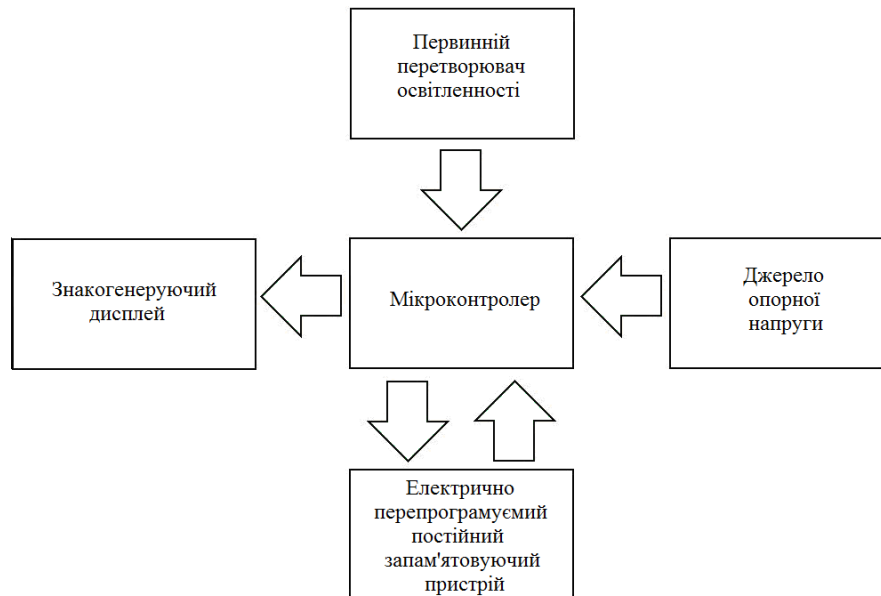 Первинній
перетворювач
освітленності
Знакогенеруючий
дисплей
Мікроконтролер
Джерело
опорної
напруги
Електрично
перепрограмуємий
постійний
запам'ятовуючий
пристрій